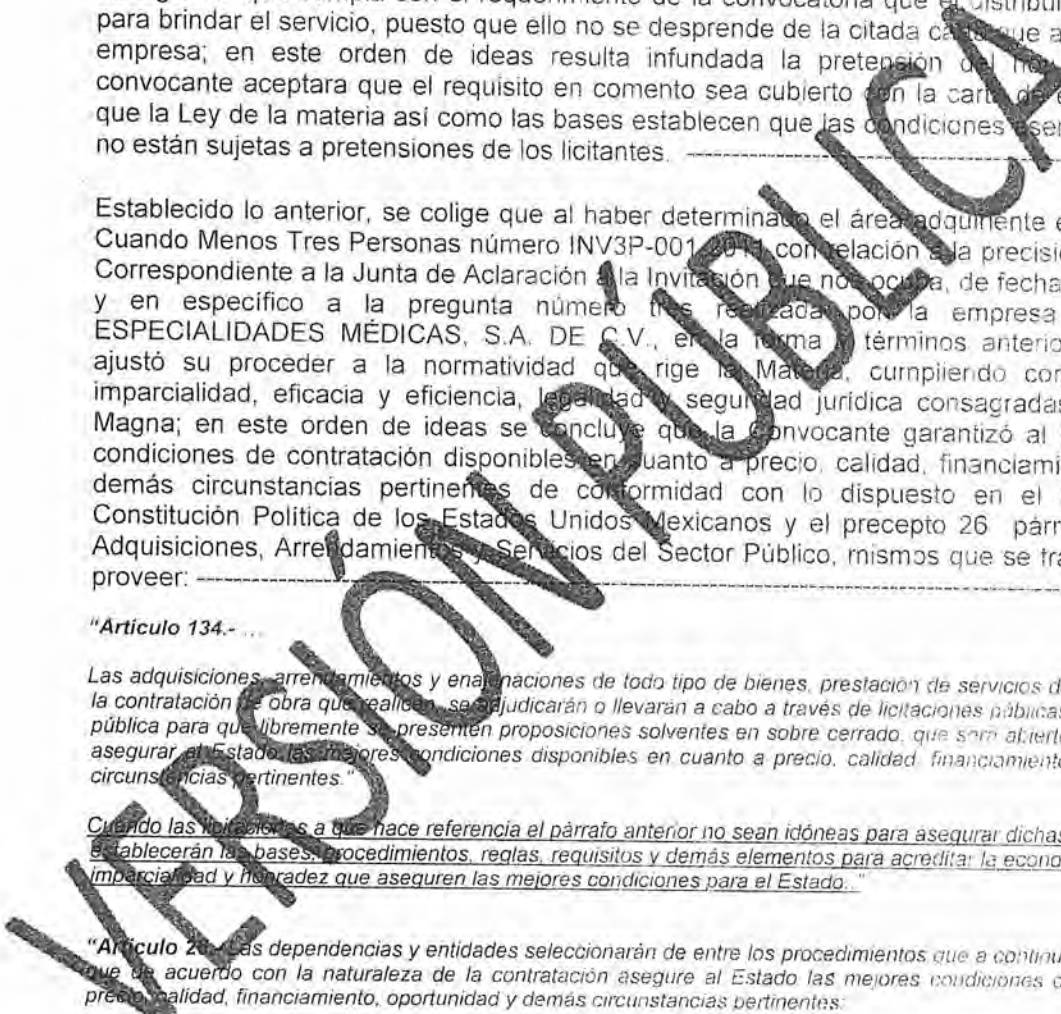 para brindar el servicio, puesto que ello no se desprende de la citada que
empresa; en este orden de ideas resulta infundada la pretensión
convocante aceptara que el requisito en comento sea cubierto con la carta de
que la Ley de la materia así como las bases establecen que las condiciones
no están sujetas a pretensiones de los licitantes. ----------------------------------------
Establecido lo anterior, se colige que al haber determinado el área adquirente
Cuando Menos Tres Personas número INV3P-001 2011 con relación a la
Correspondiente a la Junta de Aclaración a la Invitación que nos ocupa, de fecha
y en específico a la pregunta número tres realizada por la empresa
ESPECIALIDADES MÉDICAS, S.A. DE C.V., en la forma y términos
ajustó su proceder a la normatividad que rige la Materia, cumpliendo
imparcialidad, eficacia y eficiencia, legalidad y seguridad jurídica consagradas
Magna; en este orden de ideas se concluye que la Convocante garantizó al
condiciones de contratación disponibles en cuanto a precio, calidad,
demás circunstancias pertinentes de conformidad con lo dispuesto en el
Constitución Política de los Estados Unidos Mexicanos y el precepto 26
Adquisiciones, Arrendamientos y Servicios del Sector Público, mismos que se
proveer: ----------------------------------------
"Artículo 134.- ...
Las adquisiciones, arrendamientos y enajenaciones de todo tipo de bienes, prestación de servicios
la contratación de obra que realicen, se adjudicarán o llevarán a cabo a través de licitaciones públicas
pública para que libremente se presenten proposiciones solventes en sobre cerrado, que será
asegurar al Estado las mejores condiciones disponibles en cuanto a precio, calidad, financiamiento
circunstancias pertinentes."
Cuando las licitaciones a que hace referencia el párrafo anterior no sean idóneas para asegurar dichas
establecerán las bases, procedimientos, reglas, requisitos y demás elementos para acreditar la
imparcialidad y honradez que aseguren las mejores condiciones para el Estado..."
"Artículo Las dependencias y entidades seleccionarán de entre los procedimientos que a
que de acuerdo con la naturaleza de la contratación asegure al Estado las mejores condiciones
precio, calidad, financiamiento, oportunidad y demás circunstancias pertinentes:
VERSIÓN PÚBLICA